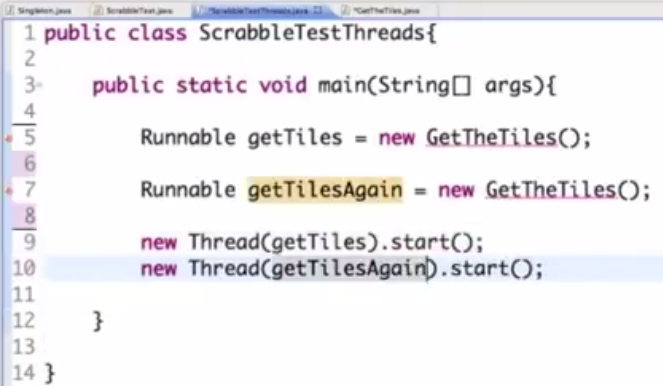 Singleton.java ScrabbleTest.java *ScrabbleTestThreads.java *GetTheTiles.java
1 public class ScrabbleTestThreads{
2
3 public static void main(String[] args){
4
5 Runnable getTiles = new GetTheTiles();
6
7 Runnable getTilesAgain = new GetTheTiles();
8
9 new Thread(getTiles).start();
10 new Thread(getTilesAgain).start();
11
12 }
13
14 }